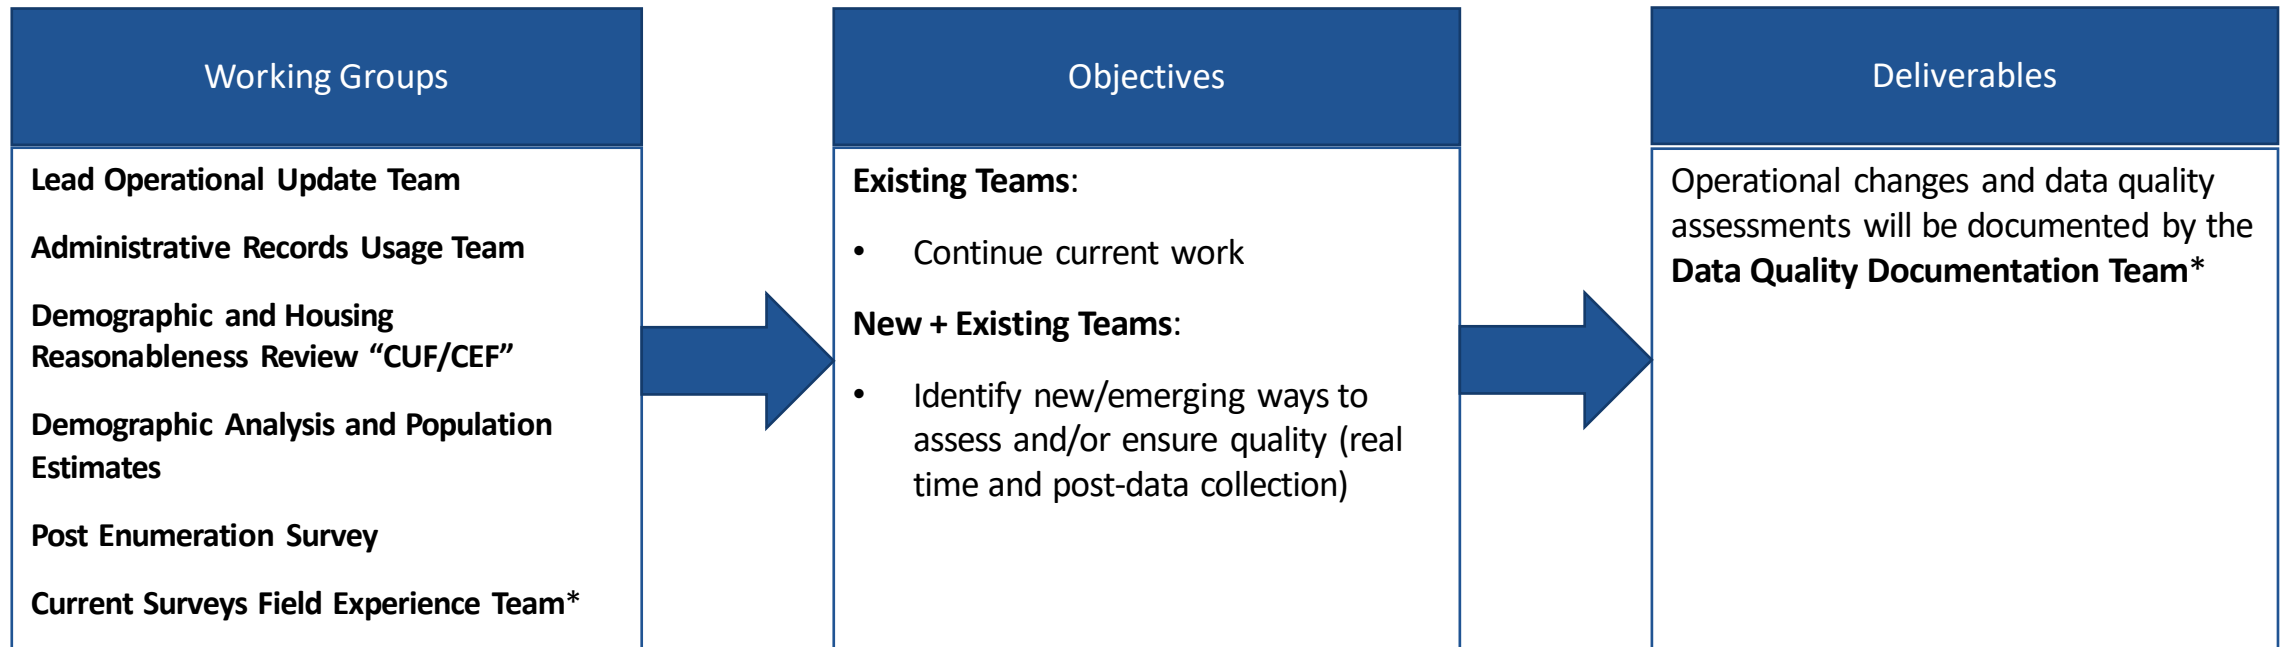 Working Groups
Lead Operational Update Team
Administrative Records Usage Team
Demographic and Housing
Reasonableness Review “CUF/CEF”
Demographic Analysis and Population
Estimates
Post Enumeration Survey
Current Surveys Field Experience Team*
Objectives
Existing Teams:
• Continue current work
New + Existing Teams:
• Identify new/emerging ways to
assess and/or ensure quality (real
time and post-data collection)
Deliverables
Operational changes and data quality
assessments will be documented by the
Data Quality Documentation Team*